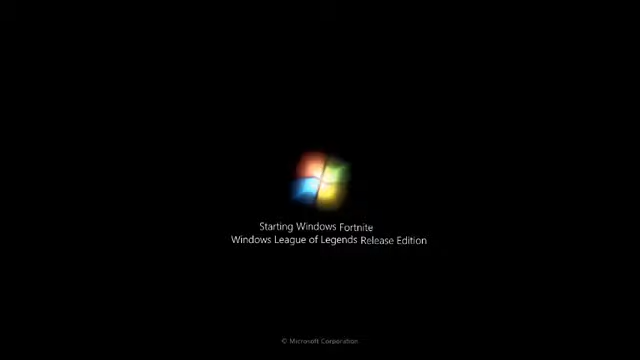 Starting Windows Fortnite
Windows League of Legends Release Edition
© Microsoft Corporation